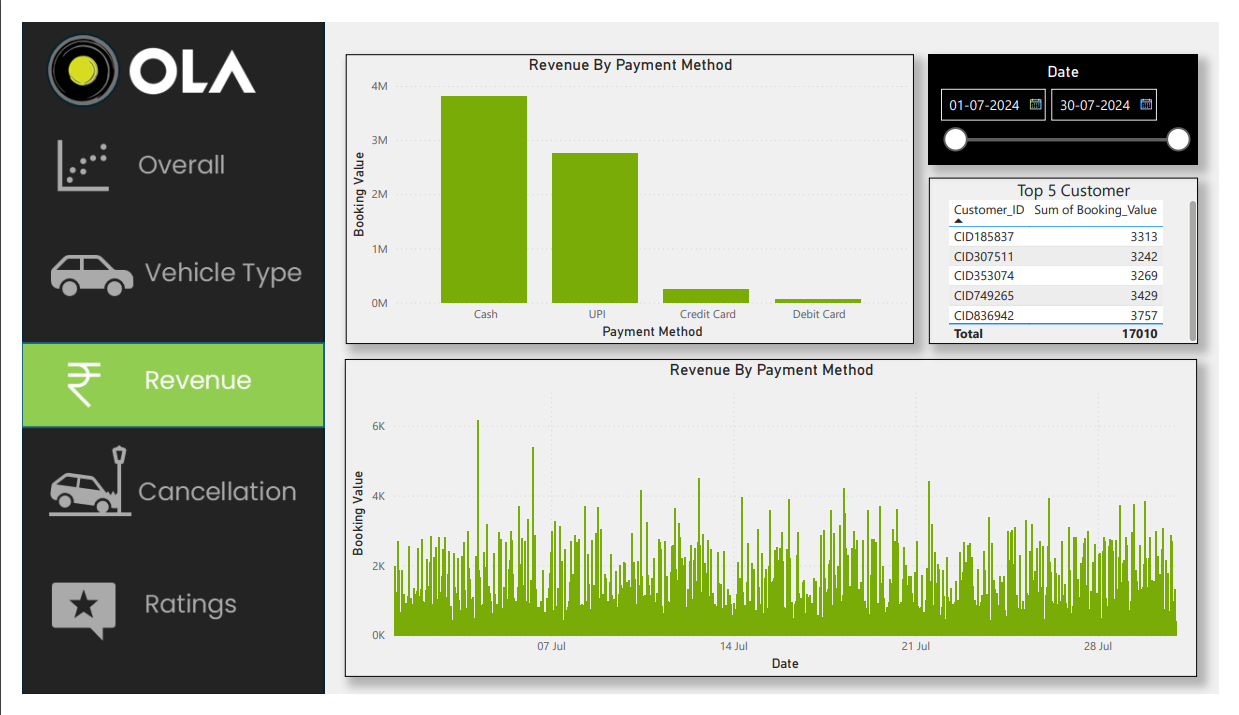 OLA
Overall
Vehicle Type
Revenue
Cancellation
Ratings
Revenue By Payment Method
4M
3M
2M
1M
0M
Booking Value
Cash UPI Credit Card Debit Card
Payment Method
Date
01-07-2024 30-07-2024
Top 5 Customer
Customer_ID Sum of Booking_Value
CID185837 3313
CID307511 3242
CID353074 3269
CID749265 3429
CID836942 3757
Total 17010
Revenue By Payment Method
6K
4K
2K
0K
Booking Value
07 Jul 14 Jul 21 Jul 28 Jul
Date